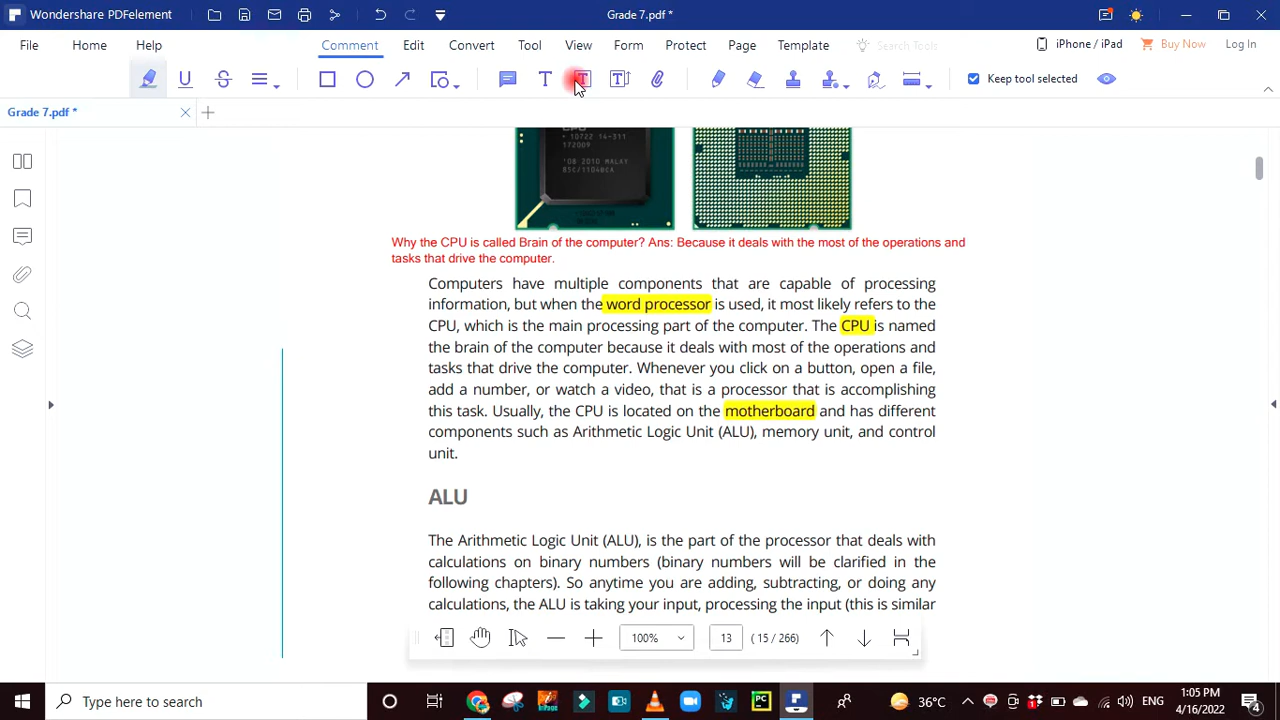 Wondershare PDFelement
Grade 7.pdf *
File Home Help Comment Edit Convert Tool View Form Protect Page Template Search Tools iPhone / iPad Buy Now Log In
Keep tool selected
Grade 7.pdf *
10722 14-311
172009
'08 2010 MALAY
Why the CPU is called Brain of the computer? Ans: Because it deals with the most of the operations and
tasks that drive the computer.
Computers have multiple components that are capable of processing
information, but when the word processor is used, it most likely refers to the
CPU, which is the main processing part of the computer. The CPU is named
the brain of the computer because it deals with most of the operations and
tasks that drive the computer. Whenever you click on a button, open a file,
add a number, or watch a video, that is a processor that is accomplishing
this task. Usually, the CPU is located on the motherboard and has different
components such as Arithmetic Logic Unit (ALU), memory unit, and control
unit.
ALU
The Arithmetic Logic Unit (ALU), is the part of the processor that deals with
calculations on binary numbers (binary numbers will be clarified in the
following chapters). So anytime you are adding, subtracting, or doing any
calculations, the ALU is taking your input, processing the input (this is similar
100% 13 ( 15 / 266)
Type here to search
36°C ENG
1:05 PM
4/16/2022
4